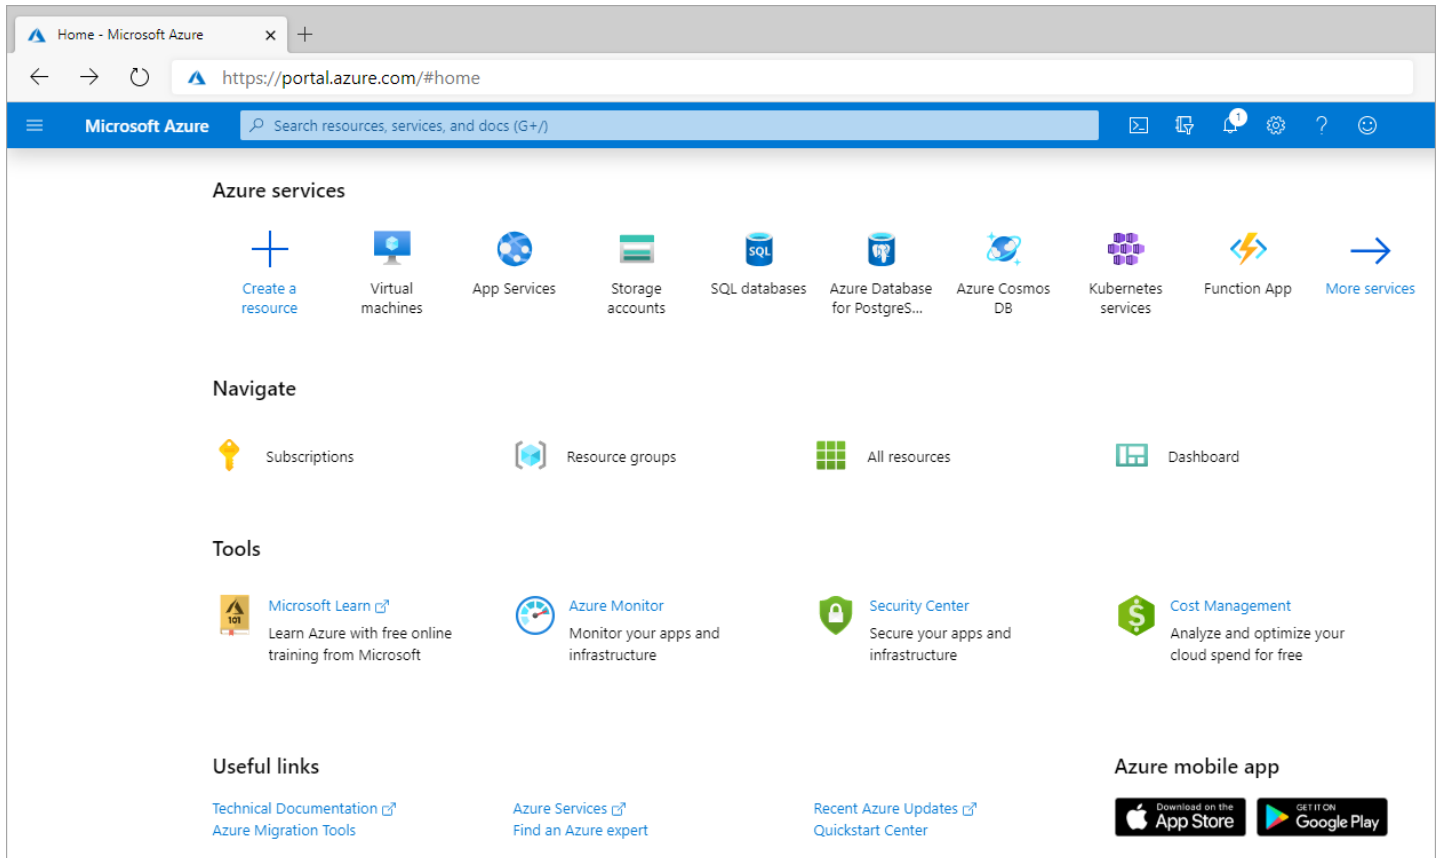 Home - Microsoft Azure
https://portal.azure.com/#home
Microsoft Azure
Search resources, services, and docs (G+/)
1
Azure services
SQL
Create a
resource
Virtual
machines
App Services
Storage
accounts
SQL databases
Azure Database
for PostgreS...
Azure Cosmos
DB
Kubernetes
services
Function App
More services
Navigate
Subscriptions
Resource groups
All resources
Dashboard
Tools
101
Microsoft Learn
Learn Azure with free online
training from Microsoft
Azure Monitor
Monitor your apps and
infrastructure
Security Center
Secure your apps and
infrastructure
$
Cost Management
Analyze and optimize your
cloud spend for free
Useful links
Technical Documentation
Azure Migration Tools
Azure Services
Find an Azure expert
Recent Azure Updates
Quickstart Center
Azure mobile app
Download on the
App Store
GET IT ON
Google Play